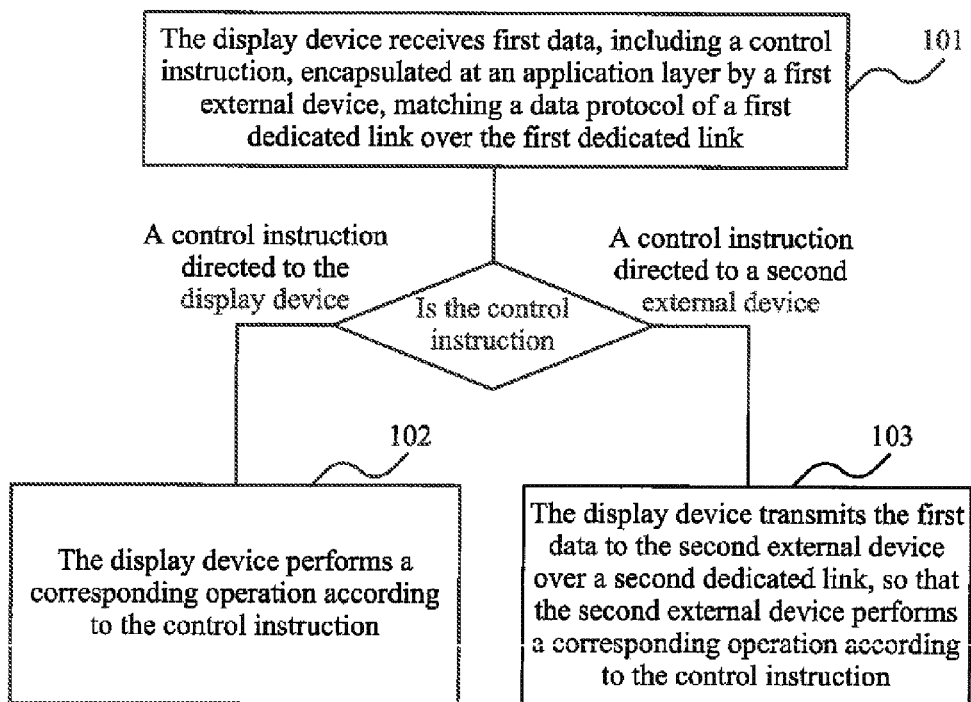 The display device receives first data, including a control
instruction, encapsulated at an application layer by a first
external device, matching a data protocol of a first
dedicated link over the first dedicated link
101
A control instruction
directed to the
display device
A control instruction
directed to a second
external device
Is the control
instruction
102
103
The display device performs a
corresponding operation according
to the control instruction
The display device transmits the first
data to the second external device
over a second dedicated link, so that
the second external device performs
a corresponding operation according
to the control instruction